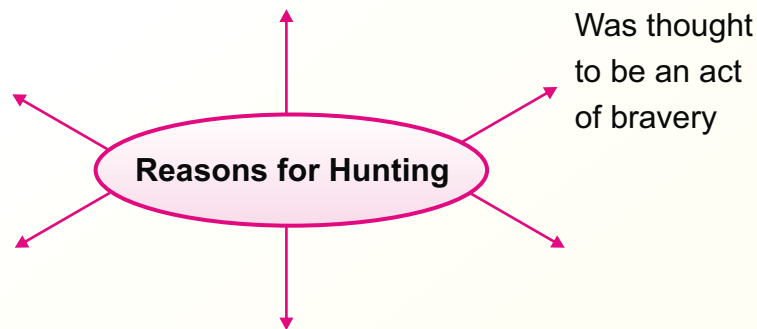 Was thought
to be an act
of bravery
Reasons for Hunting